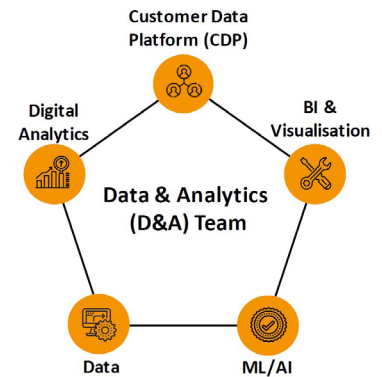 Customer Data
Platform (CDP)
Digital
Analytics
BI &
Visualisation
Data & Analytics
(D&A) Team
Data
ML/AI